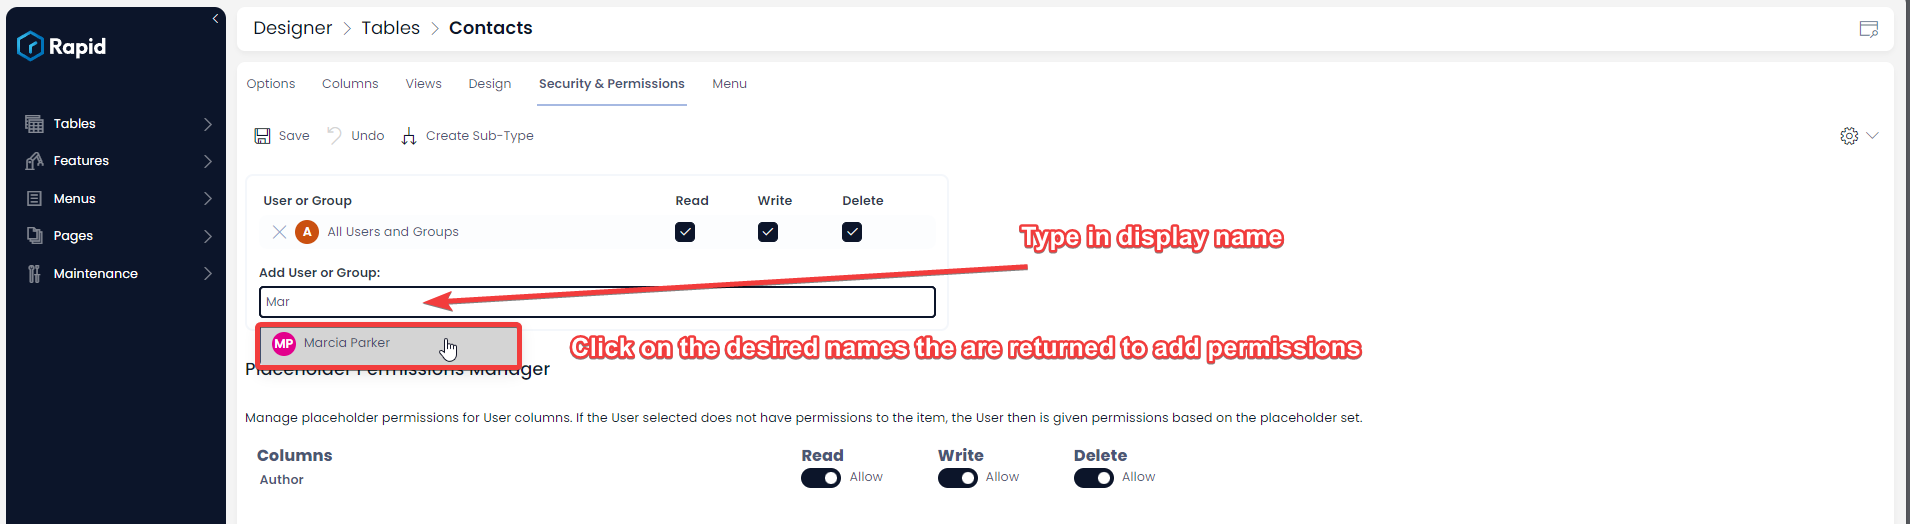 Rapid
Designer > Tables > Contacts
Options Columns Views Design Security & Permissions Menu
Save Undo Create Sub-Type
Tables
Features
Menus
Pages
Maintenance
User or Group Read Write Delete
A All Users and Groups
Type in display name
Add User or Group:
Mar
MP Marcia Parker
Click on the desired names the are returned to add permissions
Placeholder Permissions Manager
Manage placeholder permissions for User columns. If the User selected does not have permissions to the item, the User then is given permissions based on the placeholder set.
Columns Read Write Delete
Author Allow Allow Allow